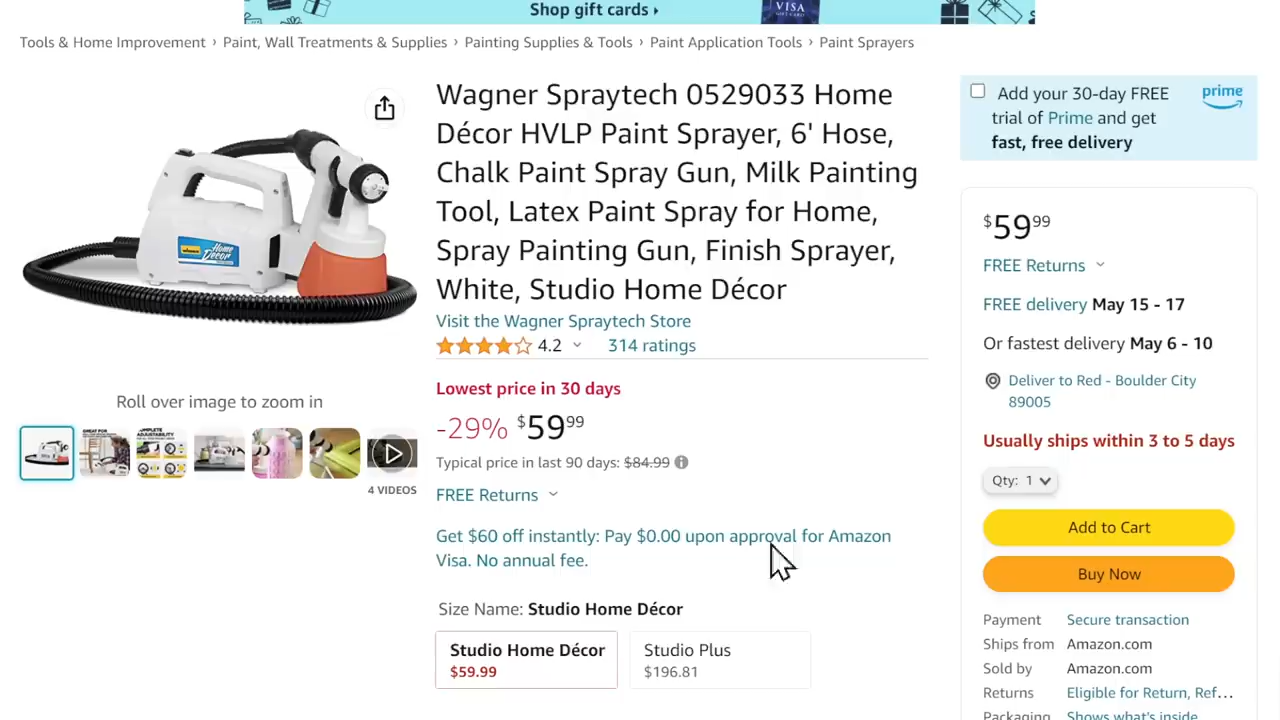 Shop gift cards ›
VISA
Tools & Home Improvement › Paint, Wall Treatments & Supplies › Painting Supplies & Tools › Paint Application Tools › Paint Sprayers
Wagner Spraytech 0529033 Home
Décor HVLP Paint Sprayer, 6' Hose,
Chalk Paint Spray Gun, Milk Painting
Tool, Latex Paint Spray for Home,
Spray Painting Gun, Finish Sprayer,
White, Studio Home Décor
Visit the Wagner Spraytech Store
4.2
314 ratings
Home
Decor
Roll over image to zoom in
4 VIDEOS
Lowest price in 30 days
-29% $59 99
Typical price in last 90 days: $84.99
FREE Returns
Get $60 off instantly: Pay $0.00 upon approval for Amazon
Visa. No annual fee.
Size Name: Studio Home Décor
Studio Home Décor
$59.99
Studio Plus
$196.81
Add your 30-day FREE
trial of Prime and get
fast, free delivery
prime
$59 99
FREE Returns
FREE delivery May 15 - 17
Or fastest delivery May 6 - 10
Deliver to Red - Boulder City
89005
Usually ships within 3 to 5 days
Qty: 1
Add to Cart
Buy Now
Payment Secure transaction
Ships from Amazon.com
Sold by Amazon.com
Returns Eligible for Return, Ref…
Packaging Shows what's inside